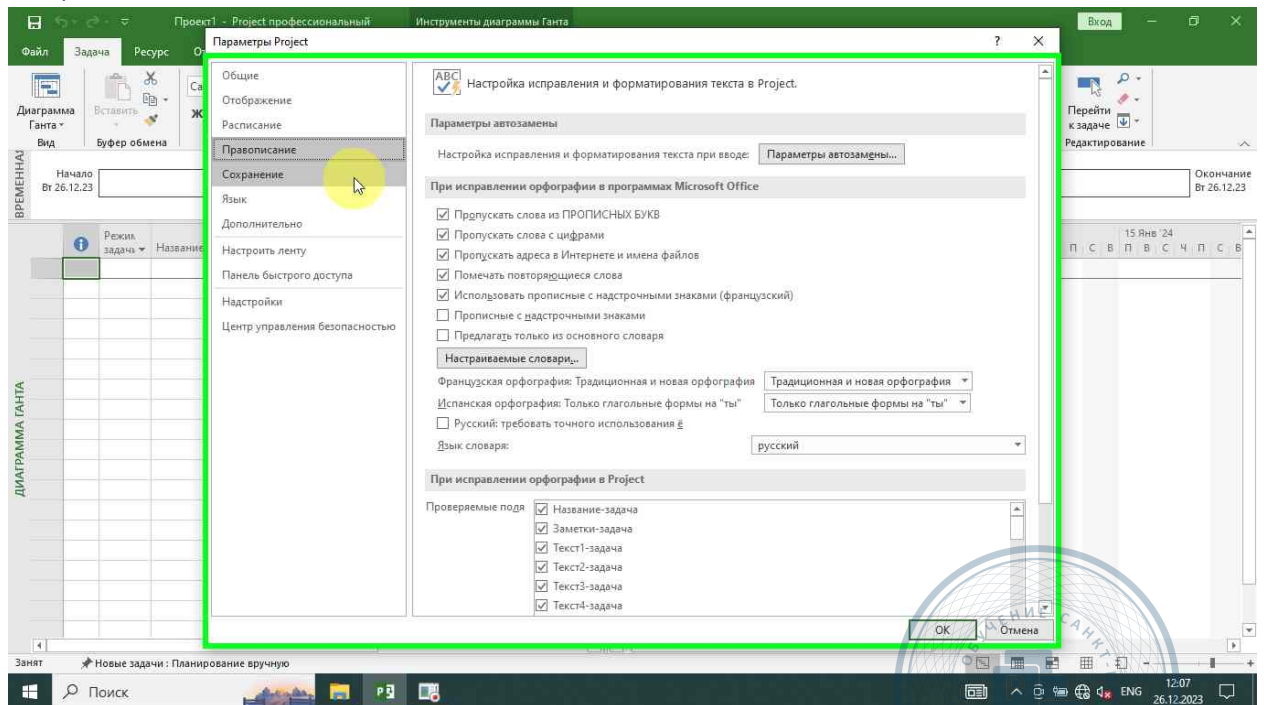 Проект1 - Project профессиональный
Инструменты диаграммы Ганта
Вход
Файл
Задача
Ресурс
Параметры Project
?
Диаграмма Ганта
Вставить
Ж
Вид
Буфер обмена
Перейти к задаче
Редактирование
Начало
Вт 26.12.23
Окончание
Вт 26.12.23
Режим
задачи
Название
15 Янв '24
П С В П В С Ч П С В
ДИАГРАММА ГАНТА
Общие
Отображение
Расписание
Правописание
Сохранение
Язык
Дополнительно
Настроить ленту
Панель быстрого доступа
Надстройки
Центр управления безопасностью
ABC
Настройка исправления и форматирования текста в Project.
Параметры автозамены
Настройка исправления и форматирования текста при вводе: Параметры автозамены...
При исправлении орфографии в программах Microsoft Office
Пропускать слова из ПРОПИСНЫХ БУКВ
Пропускать слова с цифрами
Пропускать адреса в Интернете и имена файлов
Помечать повторяющиеся слова
Использовать прописные с надстрочными знаками (французский)
Прописные с надстрочными знаками
Предлагать только из основного словаря
Настраиваемые словари...
Французская орфография: Традиционная и новая орфография Традиционная и новая орфография
Испанская орфография: Только глагольные формы на "ты" Только глагольные формы на "ты"
Русский: требовать точного использования ё
Язык словаря: русский
При исправлении орфографии в Project
Проверяемые поля Название-задача
Заметки-задача
Текст1-задача
Текст2-задача
Текст3-задача
Текст4-задача
ОК Отмена
Занят
Новые задачи : Планирование вручную
Поиск
ENG
12:07
26.12.2023